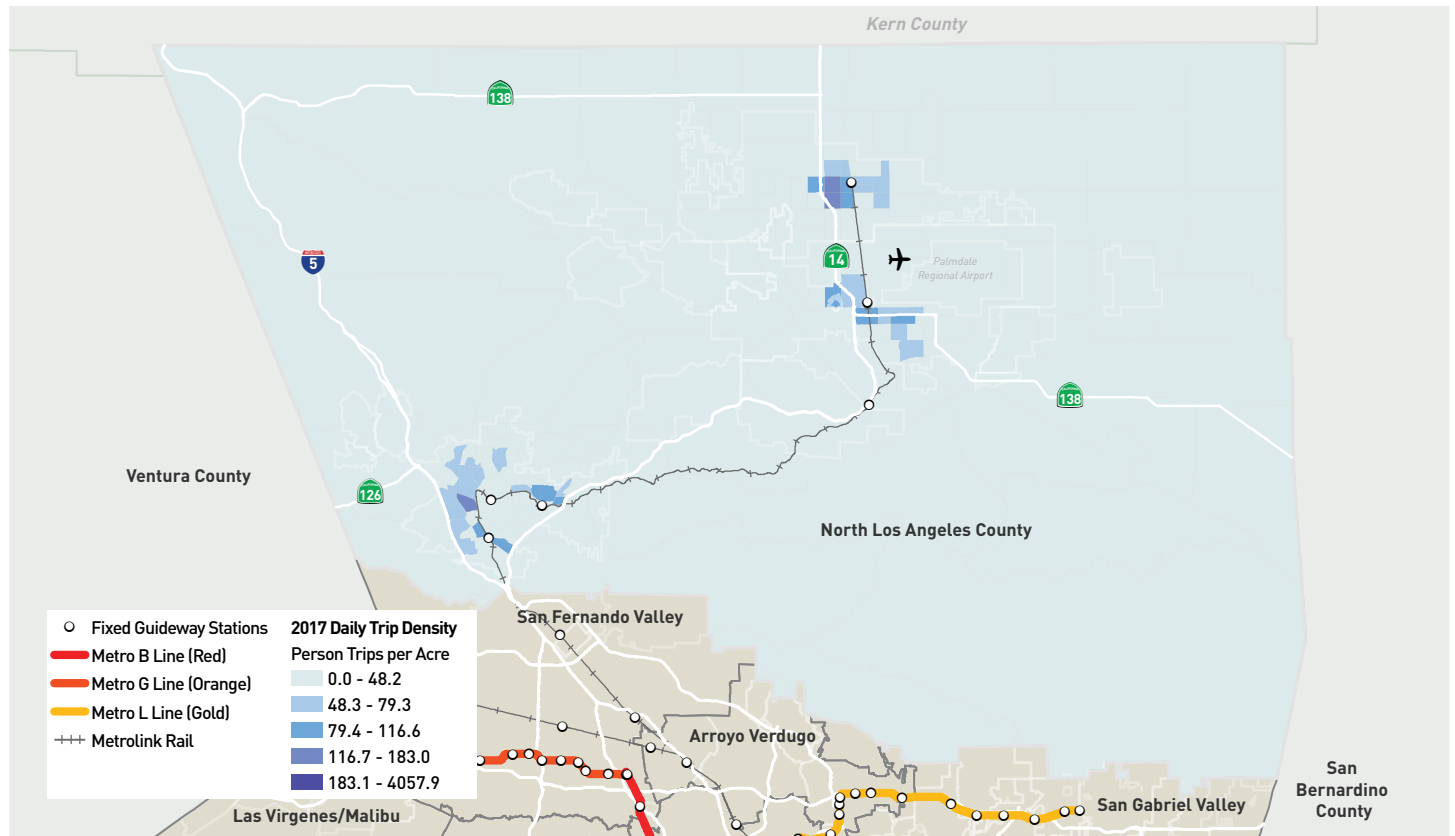 Kern County
138
5
14
Palmdale
Regional Airport
138
Ventura County
126
North Los Angeles County
San Fernando Valley
Fixed Guideway Stations
Metro B Line (Red)
Metro G Line (Orange)
Metro L Line (Gold)
Metrolink Rail
2017 Daily Trip Density
Person Trips per Acre
0.0 - 48.2
48.3 - 79.3
79.4 - 116.6
116.7 - 183.0
183.1 - 4057.9
Arroyo Verdugo
San
Bernardino
County
Las Virgenes/Malibu
San Gabriel Valley